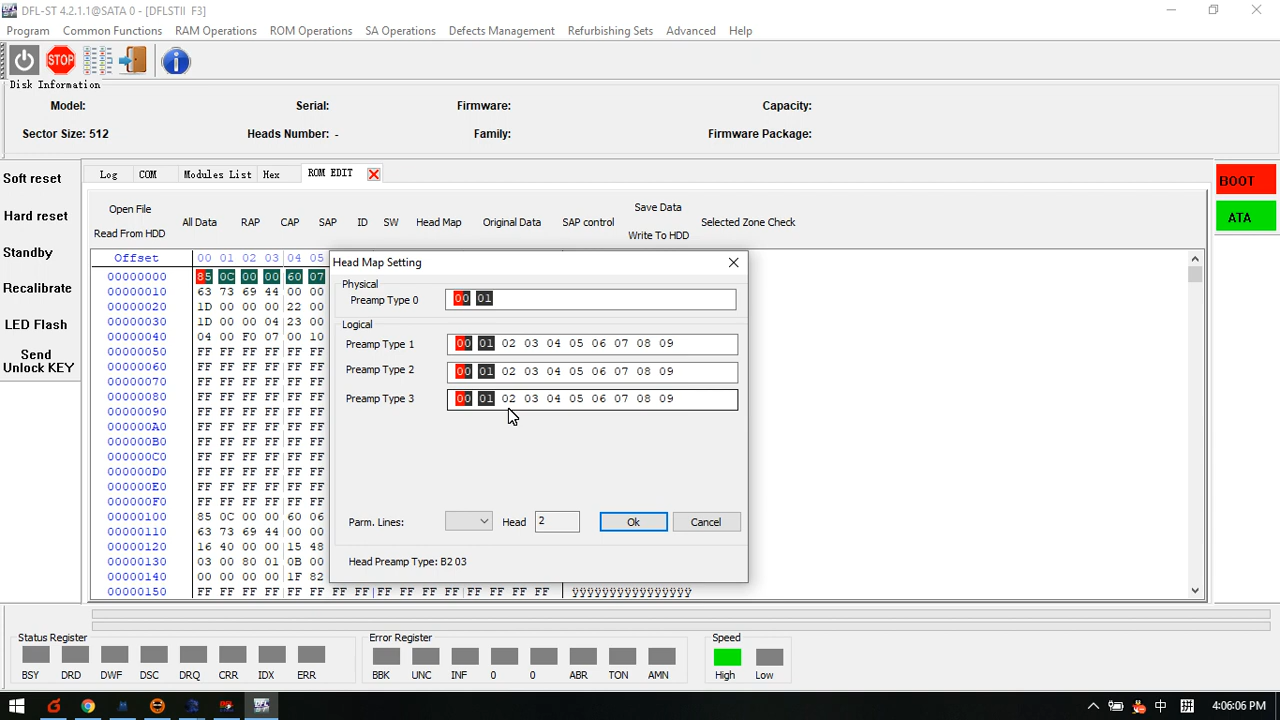 DFL-ST 4.2.1.1@SATA 0 - [DFLSTII F3]
Program Common Functions RAM Operations ROM Operations SA Operations Defects Management Refurbishing Sets Advanced Help
STOP
Disk Information
Model: Serial: Firmware: Capacity:
Sector Size: 512 Heads Number: - Family: Firmware Package:
Soft reset
Hard reset
Standby
Recalibrate
LED Flash
Send
Unlock KEY
Log COM Modules List Hex ROM EDIT
BOOT
ATA
Open File
Read From HDD
All Data RAP CAP SAP ID SW Head Map Original Data SAP control
Save Data
Write To HDD
Selected Zone Check
Offset 00 01 02 03 04 05
00000000 85 0C 00 00 60 07
00000010 63 73 69 44 00 00
00000020 1D 00 00 00 22 00
00000030 1D 00 00 04 23 00
00000040 04 00 F0 07 00 10
00000050 FF FF FF FF FF FF
00000060 FF FF FF FF FF FF
00000070 FF FF FF FF FF FF
00000080 FF FF FF FF FF FF
00000090 FF FF FF FF FF FF
000000A0 FF FF FF FF FF FF
000000B0 FF FF FF FF FF FF
000000C0 FF FF FF FF FF FF
000000D0 FF FF FF FF FF FF
000000E0 FF FF FF FF FF FF
000000F0 FF FF FF FF FF FF
00000100 85 0C 00 00 60 06
00000110 63 73 69 44 00 00
00000120 16 40 00 00 15 48
00000130 03 00 80 01 0B 00
00000140 00 00 00 00 1F 82
00000150 FF FF FF FF FF FF FF FF FF FF FF FF FF FF FF FF ÿÿÿÿÿÿÿÿÿÿÿÿÿÿÿÿ
Head Map Setting
Physical
Preamp Type 0 00 01
Logical
Preamp Type 1 00 01 02 03 04 05 06 07 08 09
Preamp Type 2 00 01 02 03 04 05 06 07 08 09
Preamp Type 3 00 01 02 03 04 05 06 07 08 09
Parm. Lines: Head 2 Ok Cancel
Head Preamp Type: B2 03
Status Register Error Register Speed
BSY DRD DWF DSC DRQ CRR IDX ERR BBK UNC INF 0 0 ABR TON AMN High Low
中 拼 4:06:06 PM